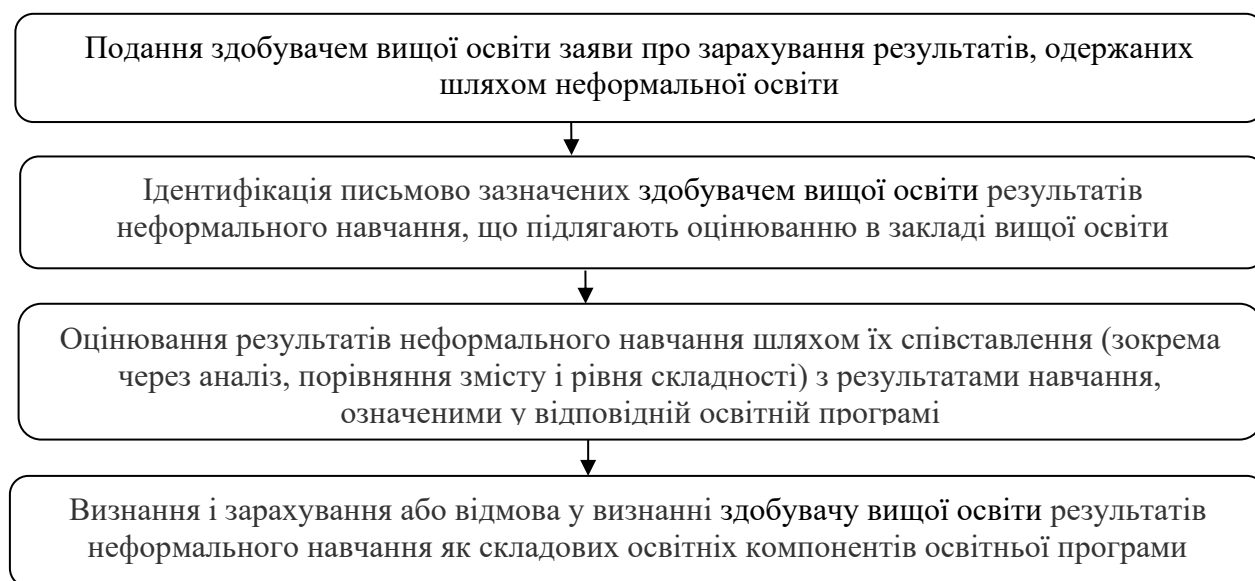 Подання здобувачем вищої освіти заяви про зарахування результатів, одержаних
шляхом неформальної освіти
Ідентифікація письмово зазначених здобувачем вищої освіти результатів
неформального навчання, що підлягають оцінюванню в закладі вищої освіти
Оцінювання результатів неформального навчання шляхом їх співставлення (зокрема
через аналіз, порівняння змісту і рівня складності) з результатами навчання,
означеними у відповідній освітній програмі
Визнання і зарахування або відмова у визнанні здобувачу вищої освіти результатів
неформального навчання як складових освітніх компонентів освітньої програми